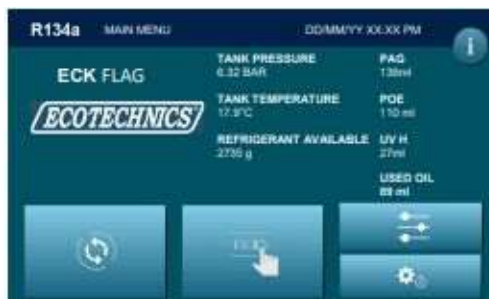 R134a MAIN MENU DD/MM/YY XX:XX PM
i
ECK FLAG
ECOTECHNICS
TANK PRESSURE
6.32 BAR
TANK TEMPERATURE
17.9°C
REFRIGERANT AVAILABLE
2735 g
PAG
138ml
POE
110 ml
UV H
27ml
USED OIL
89 ml